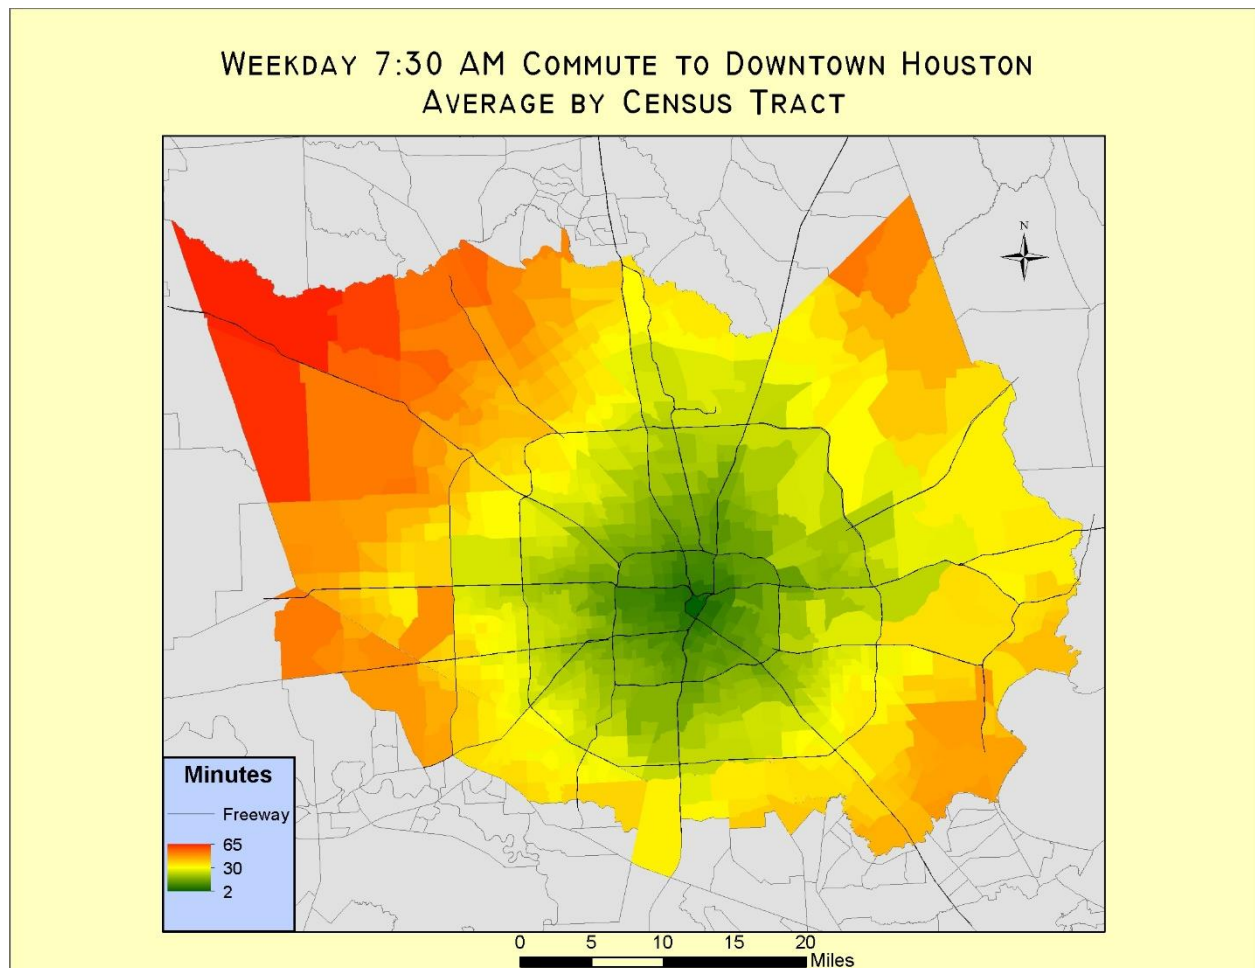 WEEKDAY 7:30 AM COMMUTE TO DOWNTOWN HOUSTON
AVERAGE BY CENSUS TRACT
N
Minutes
Freeway
65
30
2
0 5 10 15 20
Miles